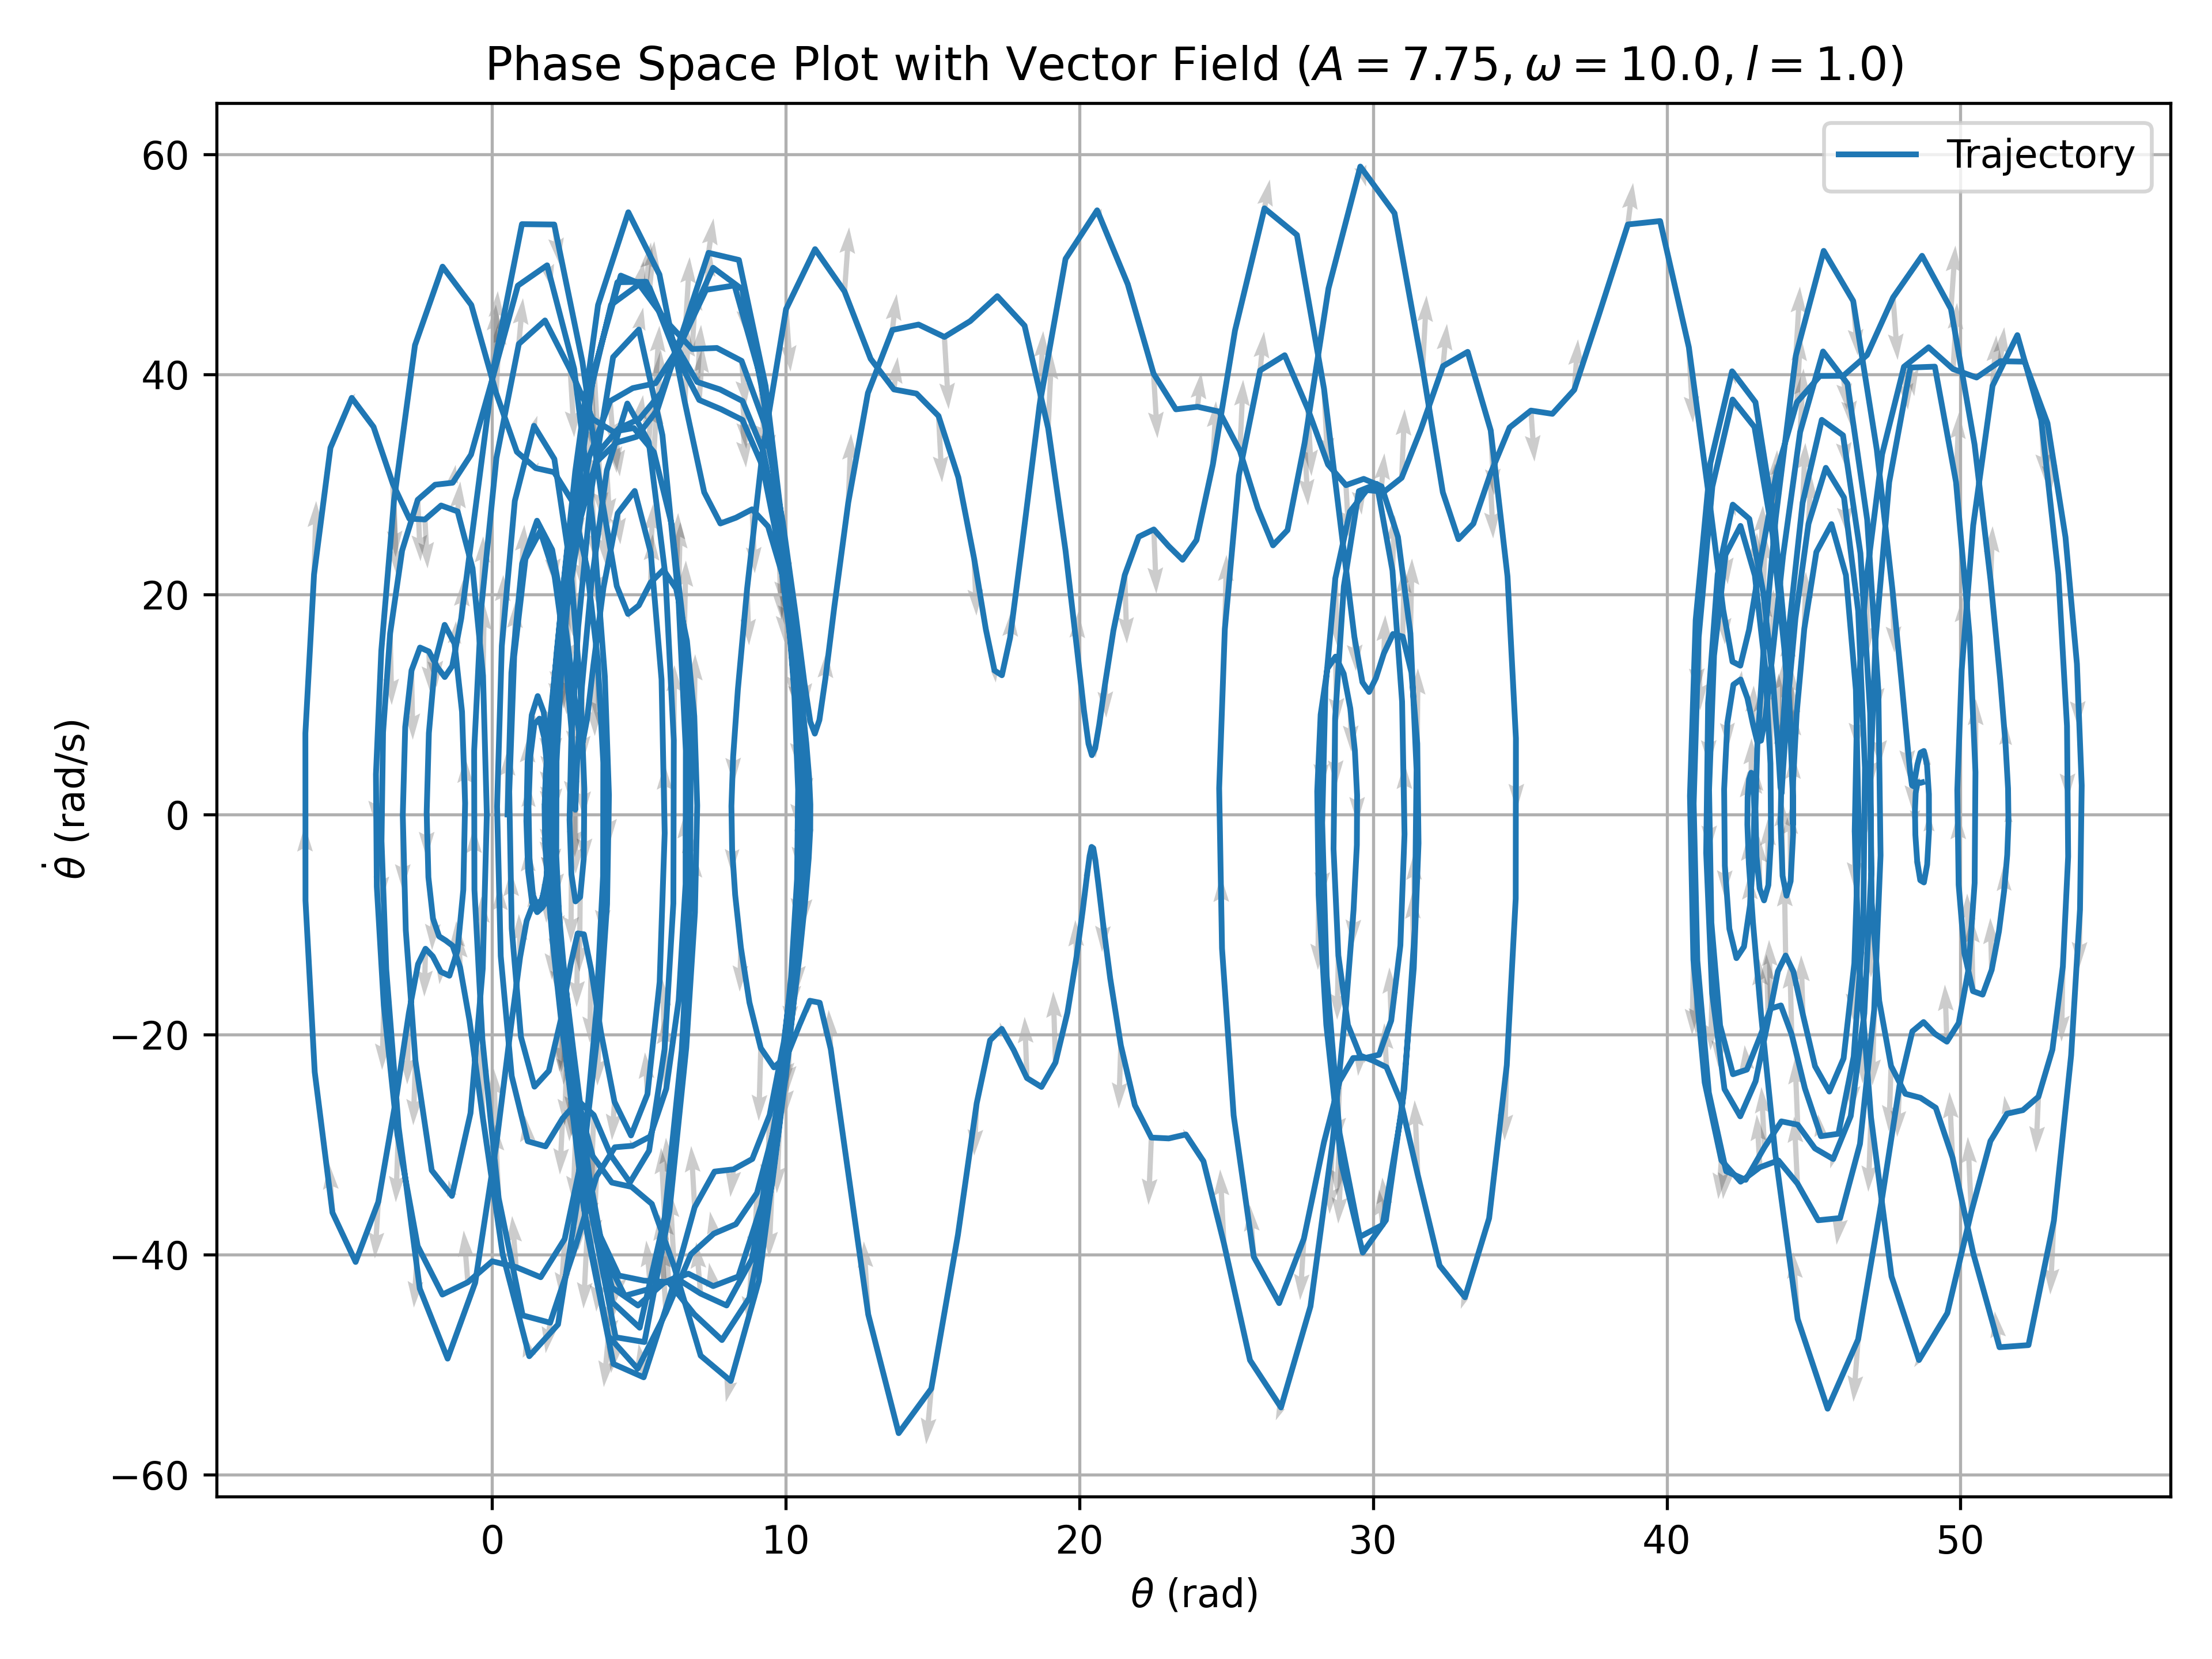 Phase Space Plot with Vector Field (A = 7.75, ω = 10.0, l = 1.0)
Trajectory
60
40
20
0
−20
−40
−60
θ̇ (rad/s)
0 10 20 30 40 50
θ (rad)